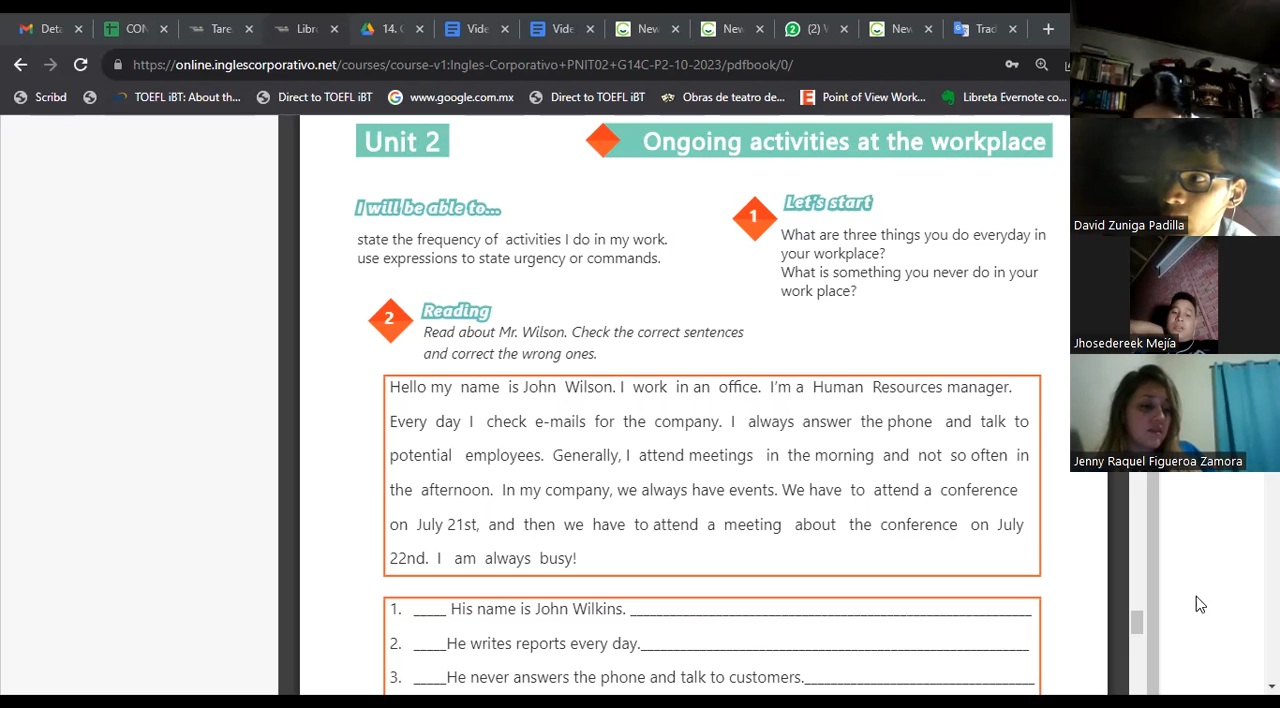 Deta
CON
Tare
Libro
14.
Vide
Vide
New
New
(2)
New
Trad
https://online.inglescorporativo.net/courses/course-v1:Ingles-Corporativo+PNIT02+G14C-P2-10-2023/pdfbook/0/
Scribd
TOEFL iBT: About th...
Direct to TOEFL iBT
www.google.com.mx
Direct to TOEFL iBT
Obras de teatro de...
Point of View Work...
Libreta Evernote co...
Unit 2
Ongoing activities at the workplace
I will be able to...
state the frequency of activities I do in my work.
use expressions to state urgency or commands.
1
Let's start
What are three things you do everyday in
your workplace?
What is something you never do in your
work place?
2
Reading
Read about Mr. Wilson. Check the correct sentences
and correct the wrong ones.
Hello my name is John Wilson. I work in an office. I'm a Human Resources manager.
Every day I check e-mails for the company. I always answer the phone and talk to
potential employees. Generally, I attend meetings in the morning and not so often in
the afternoon. In my company, we always have events. We have to attend a conference
on July 21st, and then we have to attend a meeting about the conference on July
22nd. I am always busy!
1. ____ His name is John Wilkins. ____
2. ____He writes reports every day.____
3. ____He never answers the phone and talk to customers.____
David Zuniga Padilla
Jhosedereek Mejía
Jenny Raquel Figueroa Zamora